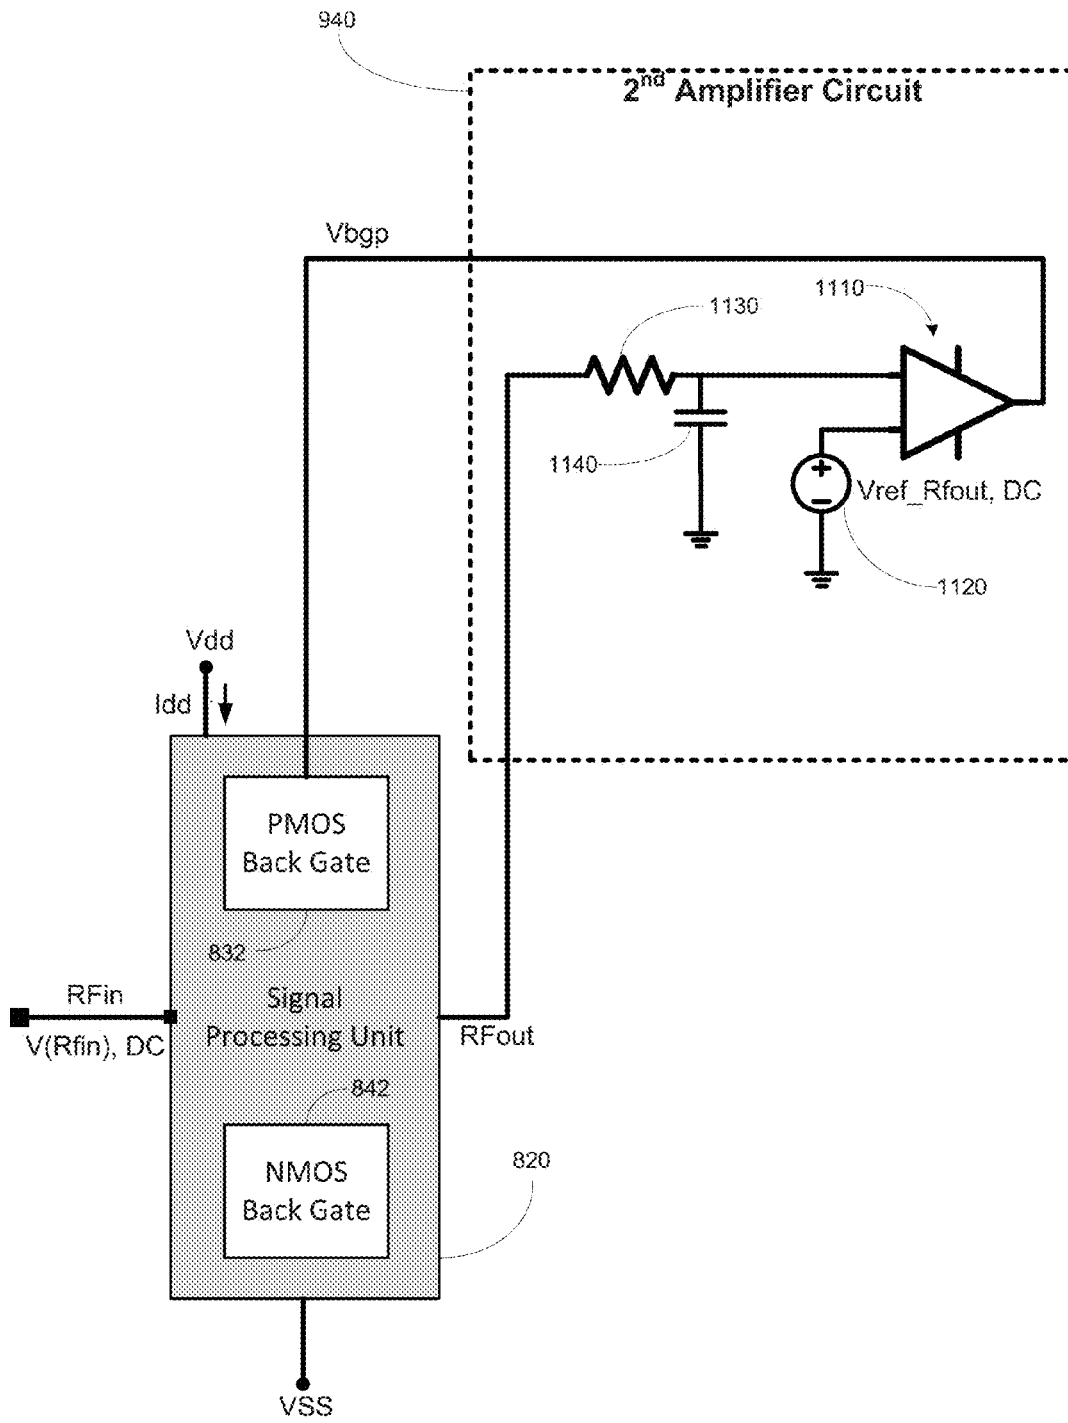 940
2nd Amplifier Circuit
Vbgp
1110
1130
1140
Vref_Rfout, DC
1120
Vdd
Idd
PMOS
Back Gate
832
RFin
V(Rfin), DC
Signal
Processing Unit
RFout
842
NMOS
Back Gate
820
VSS